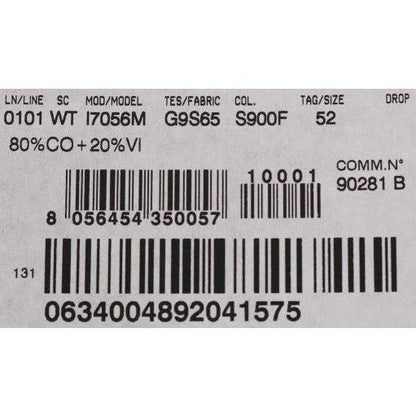 LN/LINE SC MOD/MODEL TES/FABRIC COL. TAG/SIZE DROP
0101 WT I7056M G9S65 S900F 52
80%CO+20%VI
COMM.N°
90281 B
10001
8 056454 350057
131
0634004892041575